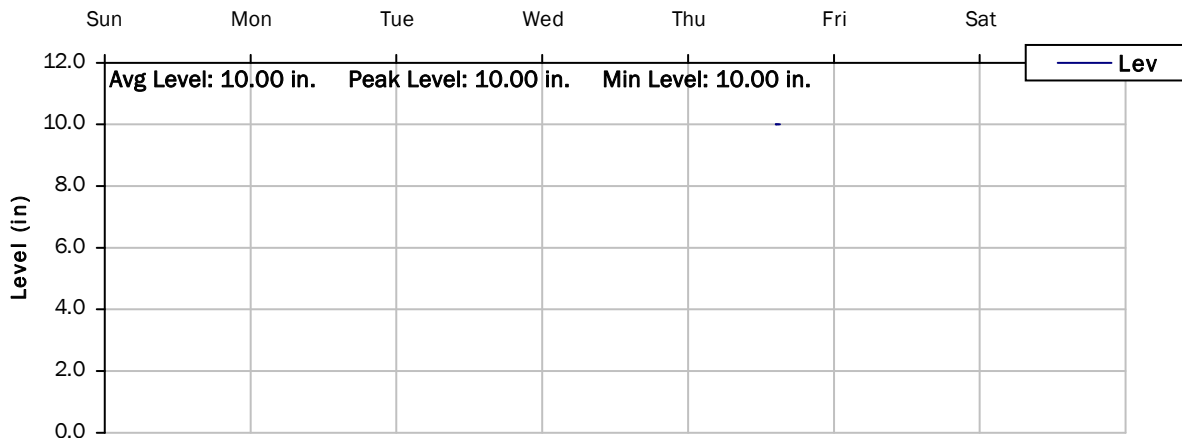 Sun Mon Tue Wed Thu Fri Sat
12.0
Lev
Avg Level: 10.00 in. Peak Level: 10.00 in. Min Level: 10.00 in.
10.0
8.0
6.0
4.0
2.0
0.0
Level (in)